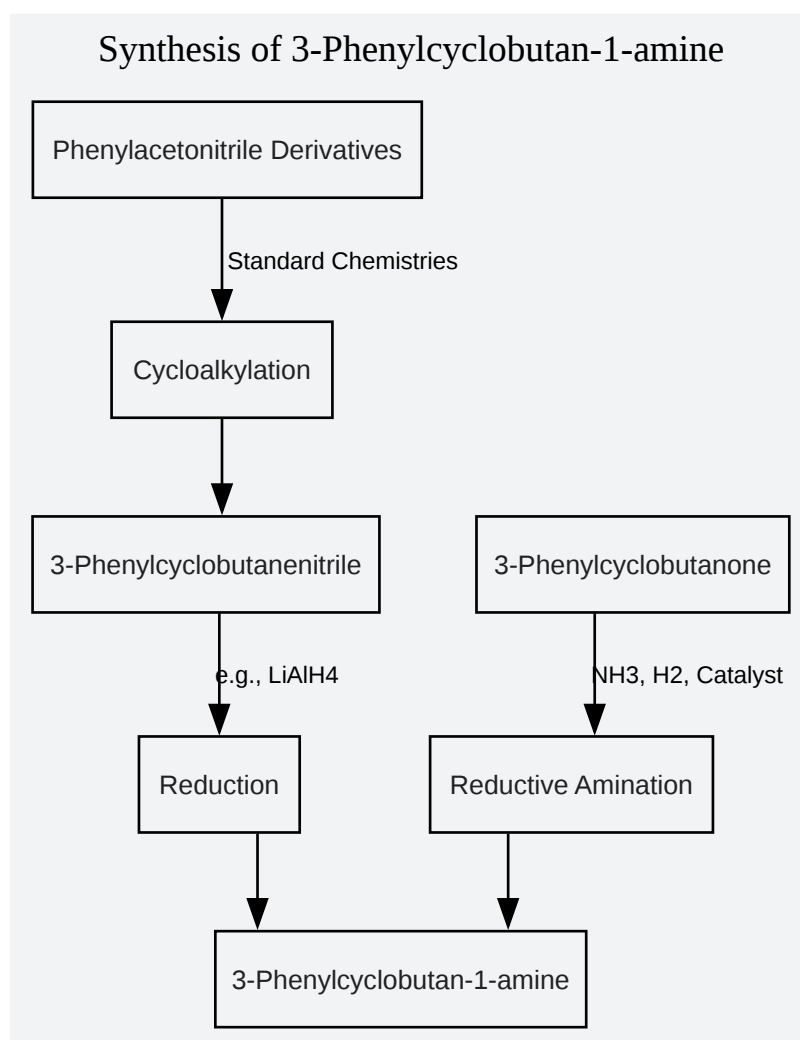 Synthesis of 3-Phenylcyclobutan-1-amine
Phenylacetonitrile Derivatives
Standard Chemistries
Cycloalkylation
3-Phenylcyclobutanenitrile
3-Phenylcyclobutanone
e.g., LiAlH4
NH3, H2, Catalyst
Reduction
Reductive Amination
3-Phenylcyclobutan-1-amine